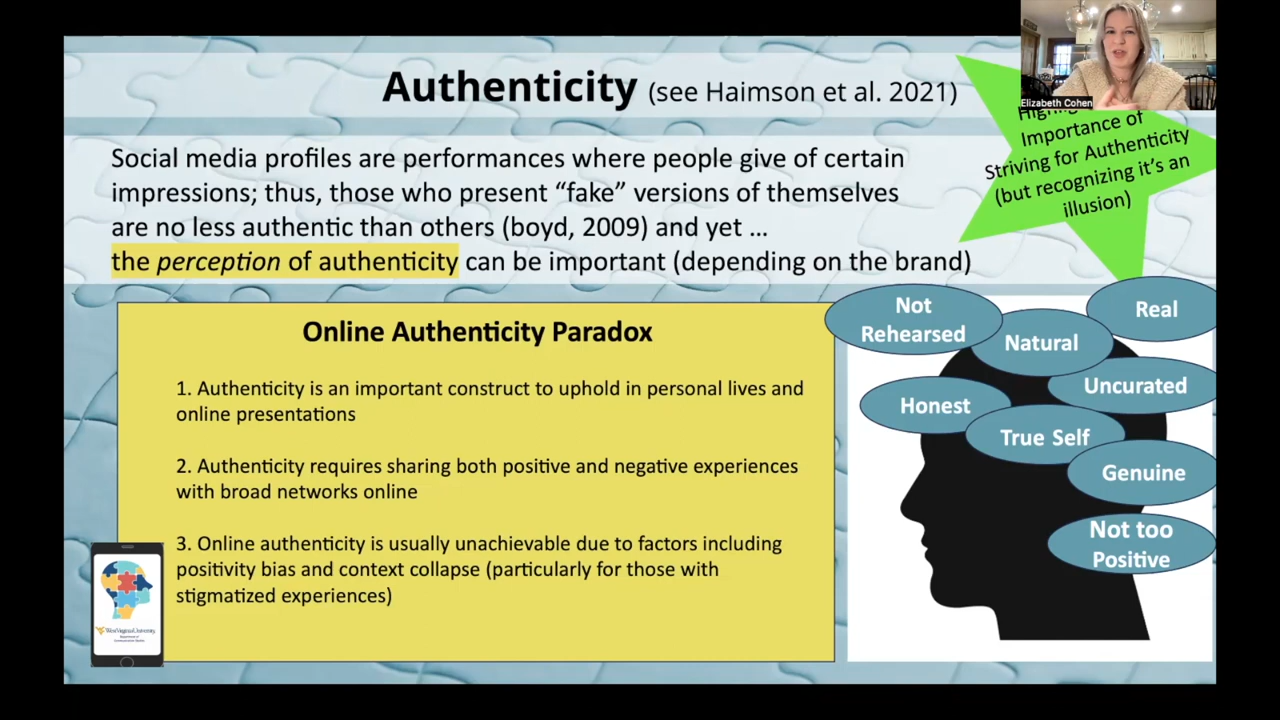 Authenticity (see Haimson et al. 2021)
Elizabeth Cohen
Importance of
Striving for Authenticity
(but recognizing it's an
illusion)
Social media profiles are performances where people give of certain
impressions; thus, those who present “fake” versions of themselves
are no less authentic than others (boyd, 2009) and yet …
the perception of authenticity can be important (depending on the brand)
Online Authenticity Paradox
1. Authenticity is an important construct to uphold in personal lives and
online presentations
2. Authenticity requires sharing both positive and negative experiences
with broad networks online
3. Online authenticity is usually unachievable due to factors including
positivity bias and context collapse (particularly for those with
stigmatized experiences)
Not
Rehearsed
Natural
Real
Uncurated
Honest
True Self
Genuine
Not too
Positive
WestVirginiaUniversity